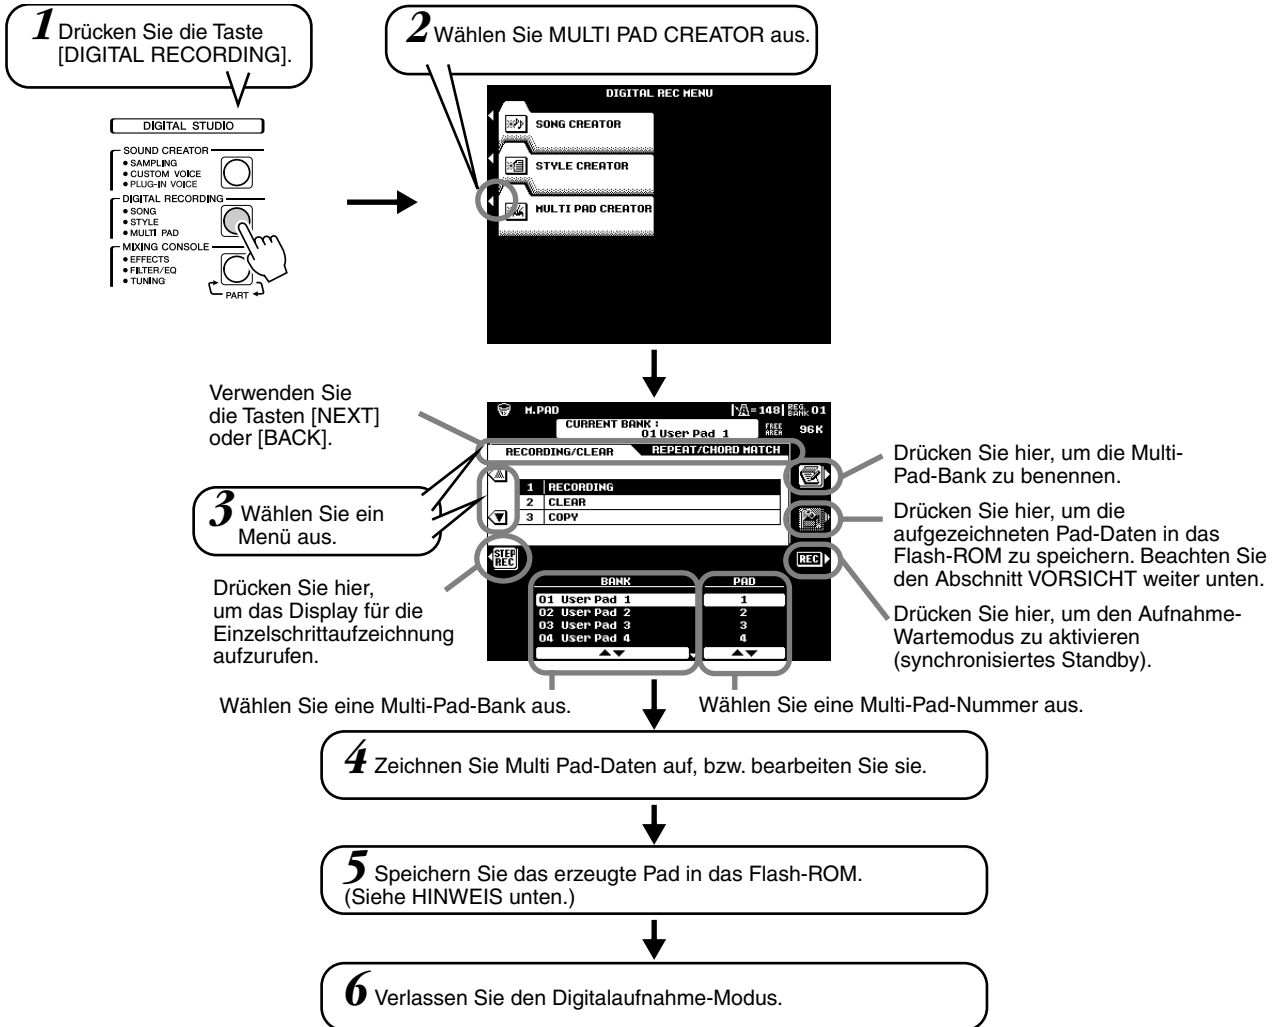 1 Drücken Sie die Taste
[DIGITAL RECORDING].
2 Wählen Sie MULTI PAD CREATOR aus.
DIGITAL STUDIO
SOUND CREATOR
• SAMPLING
• CUSTOM VOICE
• PLUG-IN VOICE
DIGITAL RECORDING
• SONG
• STYLE
• MULTI PAD
MIXING CONSOLE
• EFFECTS
• FILTER/EQ
• TUNING
PART
DIGITAL REC MENU
SONG CREATOR
STYLE CREATOR
MULTI PAD CREATOR
Verwenden Sie
die Tasten [NEXT]
oder [BACK].
3 Wählen Sie ein
Menü aus.
Drücken Sie hier,
um das Display für die
Einzelschrittaufzeichnung
aufzurufen.
M.PAD
=148
REG. BANK 01
CURRENT BANK :
01 User Pad 1
FREE AREA 96K
RECORDING/CLEAR
REPEAT/CHORD MATCH
1 RECORDING
2 CLEAR
3 COPY
STEP
REC
REC
BANK
PAD
01 User Pad 1 1
02 User Pad 2 2
03 User Pad 3 3
04 User Pad 4 4
Drücken Sie hier, um die Multi-
Pad-Bank zu benennen.
Drücken Sie hier, um die
aufgezeichneten Pad-Daten in das
Flash-ROM zu speichern. Beachten Sie
den Abschnitt VORSICHT weiter unten.
Drücken Sie hier, um den Aufnahme-
Wartemodus zu aktivieren
(synchronisiertes Standby).
Wählen Sie eine Multi-Pad-Bank aus.
Wählen Sie eine Multi-Pad-Nummer aus.
4 Zeichnen Sie Multi Pad-Daten auf, bzw. bearbeiten Sie sie.
5 Speichern Sie das erzeugte Pad in das Flash-ROM.
(Siehe HINWEIS unten.)
6 Verlassen Sie den Digitalaufnahme-Modus.